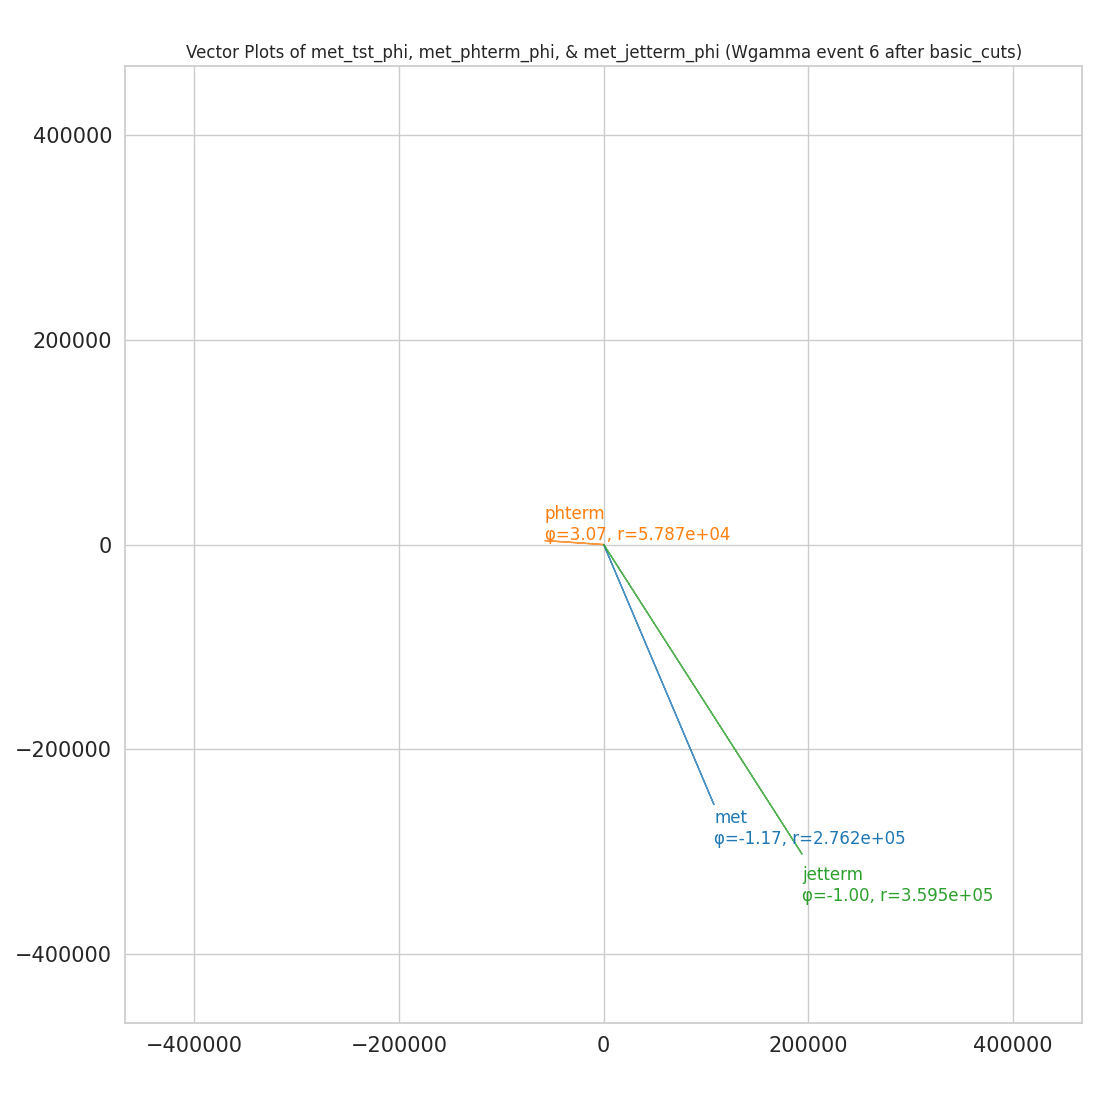 Vector Plots of met_tst_phi, met_phterm_phi, & met_jetterm_phi (Wgamma event 6 after basic_cuts)
400000
200000
phterm
φ=3.07, r=5.787e+04
0
−200000
met
φ=-1.17, r=2.762e+05
jetterm
φ=-1.00, r=3.595e+05
−400000
−400000 −200000 0 200000 400000